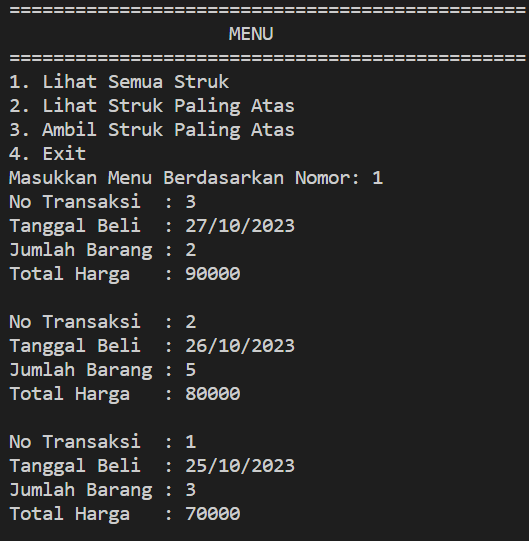 ===============================================
MENU
===============================================
1. Lihat Semua Struk
2. Lihat Struk Paling Atas
3. Ambil Struk Paling Atas
4. Exit
Masukkan Menu Berdasarkan Nomor: 1
No Transaksi  : 3
Tanggal Beli  : 27/10/2023
Jumlah Barang : 2
Total Harga   : 90000

No Transaksi  : 2
Tanggal Beli  : 26/10/2023
Jumlah Barang : 5
Total Harga   : 80000

No Transaksi  : 1
Tanggal Beli  : 25/10/2023
Jumlah Barang : 3
Total Harga   : 70000